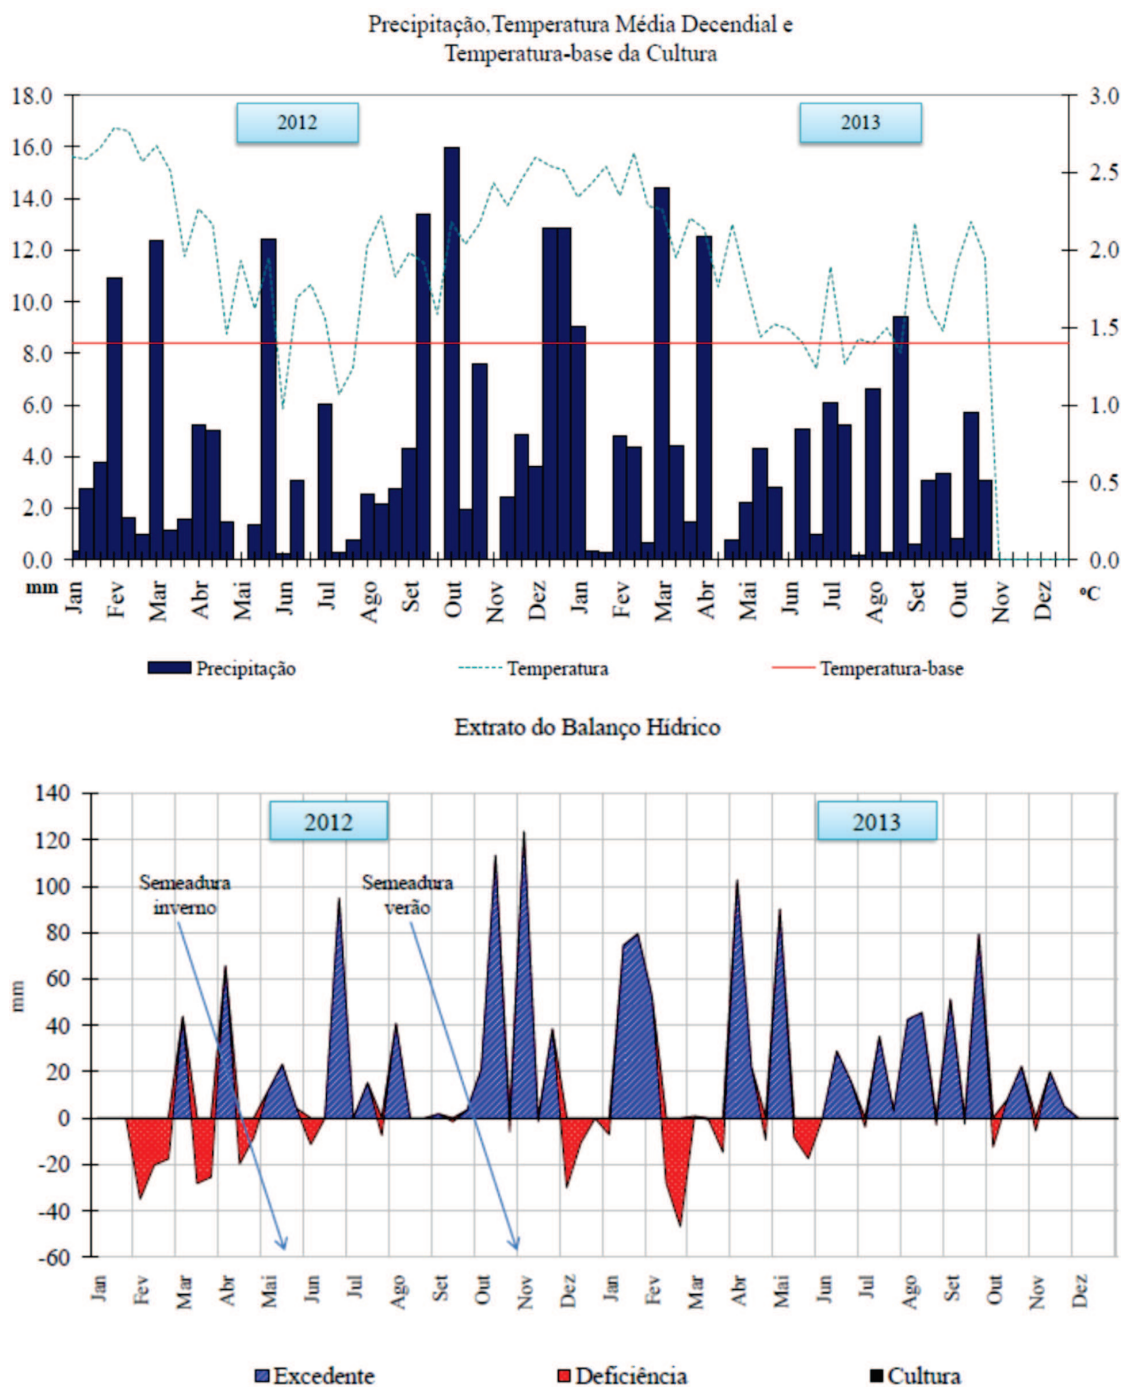 Precipitação,Temperatura Média Decendial e
Temperatura-base da Cultura
18.0
16.0
14.0
12.0
10.0
8.0
6.0
4.0
2.0
0.0
mm
2012
2013
3.0
2.5
2.0
1.5
1.0
0.5
0.0
ºC
Jan Fev Mar Abr Mai Jun Jul Ago Set Out Nov Dez Jan Fev Mar Abr Mai Jun Jul Ago Set Out Nov Dez
Precipitação Temperatura Temperatura-base
Extrato do Balanço Hídrico
140
120
100
80
60
40
20
0
-20
-40
-60
mm
2012
2013
Semeadura
inverno
Semeadura
verão
Jan Fev Mar Abr Mai Jun Jul Ago Set Out Nov Dez Jan Fev Mar Abr Mai Jun Jul Ago Set Out Nov Dez
Excedente Deficiência Cultura